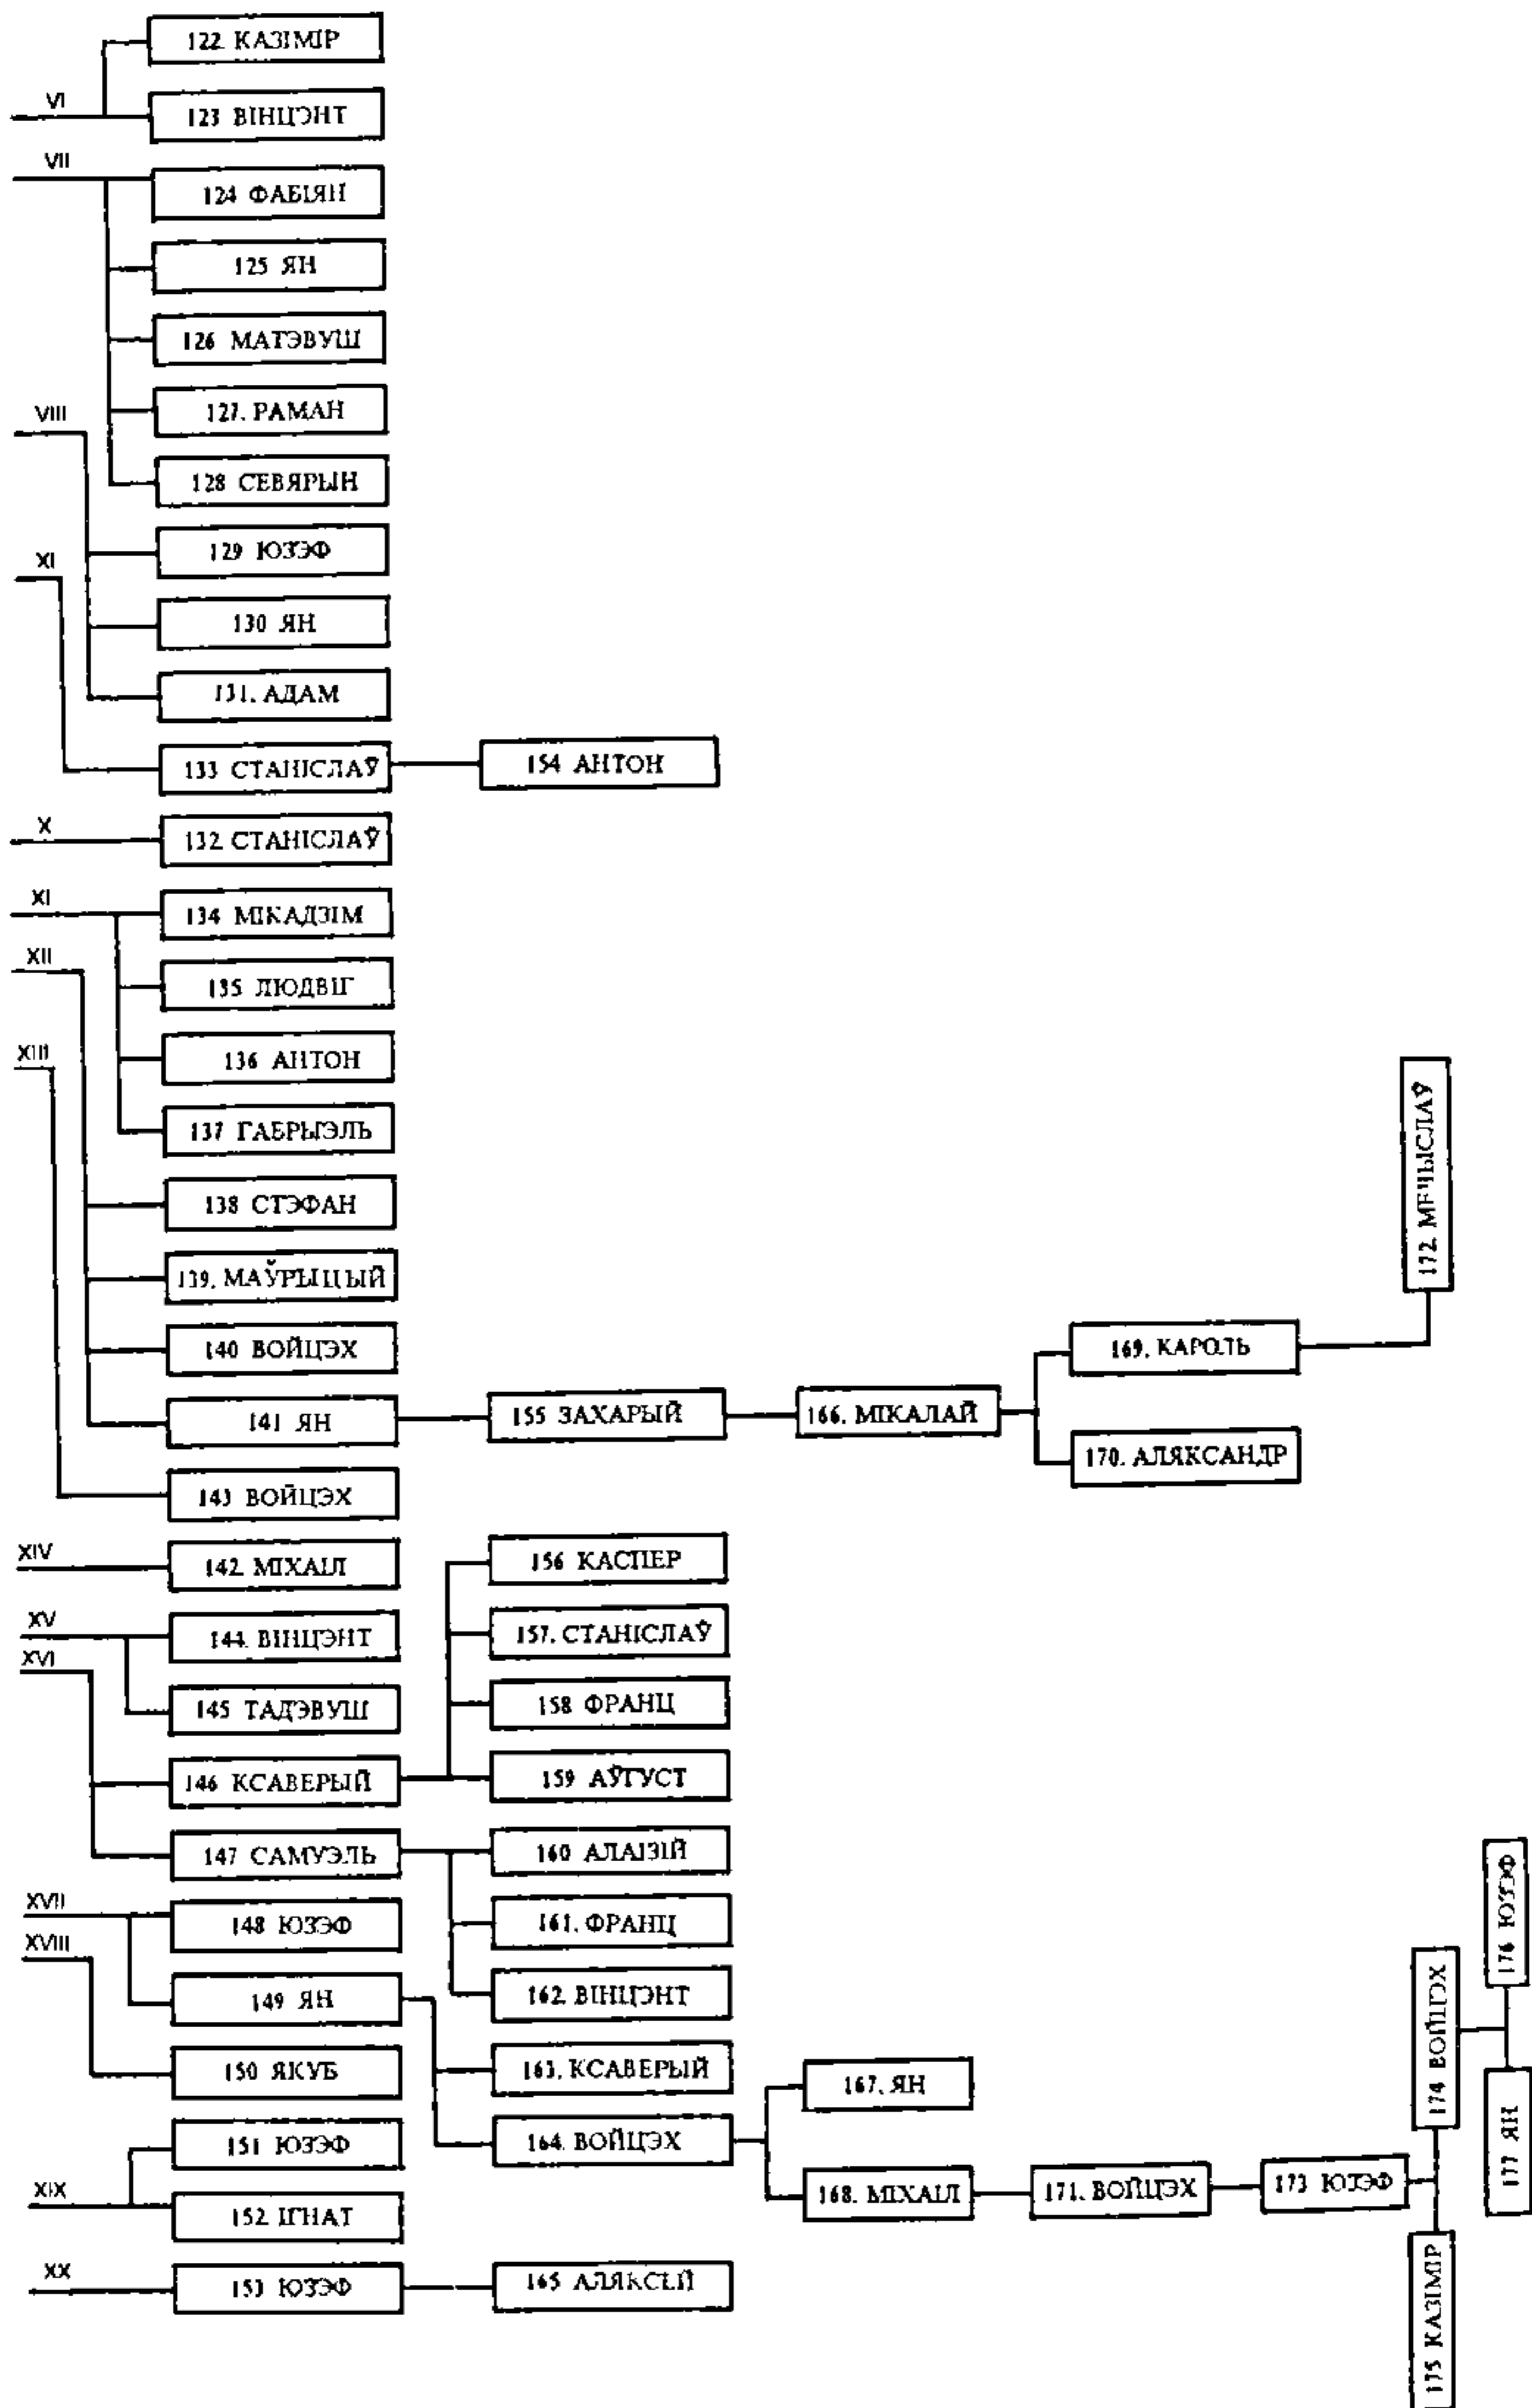 VI
122. КАЗІМІР
123 ВІНЦЭНТ
VII
124 ФАБІЯН
125 ЯН
126 МАТЭВУШ
127. РАМАН
VIII
128 СЕВЯРЫН
129 ЮЗЭФ
XI
130 ЯН
131. АДАМ
133 СТАНІСЛАЎ
154 АНТОН
X
132. СТАНІСЛАЎ
XI
134 МІКАДЗІМ
XII
135 ЛЮДВІГ
XIII
136 АНТОН
137 ГАБРЫЭЛЬ
138 СТЭФАН
172. МЕЧЫСЛАЎ
139. МАЎРЫЦЫЙ
140 ВОЙЦЭХ
169. КАРОЛЬ
141 ЯН
155 ЗАХАРЫЙ
166. МІКАЛАЙ
170. АЛЯКСАНДР
143 ВОЙЦЭХ
XIV
142. МІХАІЛ
156 КАСПЕР
XV
144. ВІНЦЭНТ
157. СТАНІСЛАЎ
XVI
145 ТАДЭВУШ
158 ФРАНЦ
146 КСАВЕРЫЙ
159 АЎГУСТ
147 САМУЭЛЬ
160 АЛАІЗІЙ
XVII
148 ЮЗЭФ
161. ФРАНЦ
176 ЮЗЭФ
XVIII
149 ЯН
162. ВІНЦЭНТ
174 ВОЙЦЭХ
150 ЯКУБ
163. КСАВЕРЫЙ
167. ЯН
177 ЯН
151 ЮЗЭФ
164. ВОЙЦЭХ
XIX
152. ІГНАТ
168. МІХАІЛ
171. ВОЙЦЭХ
173 ЮЗЭФ
XX
153 ЮЗЭФ
165 АЛЯКСЕЙ
175 КАЗІМІР